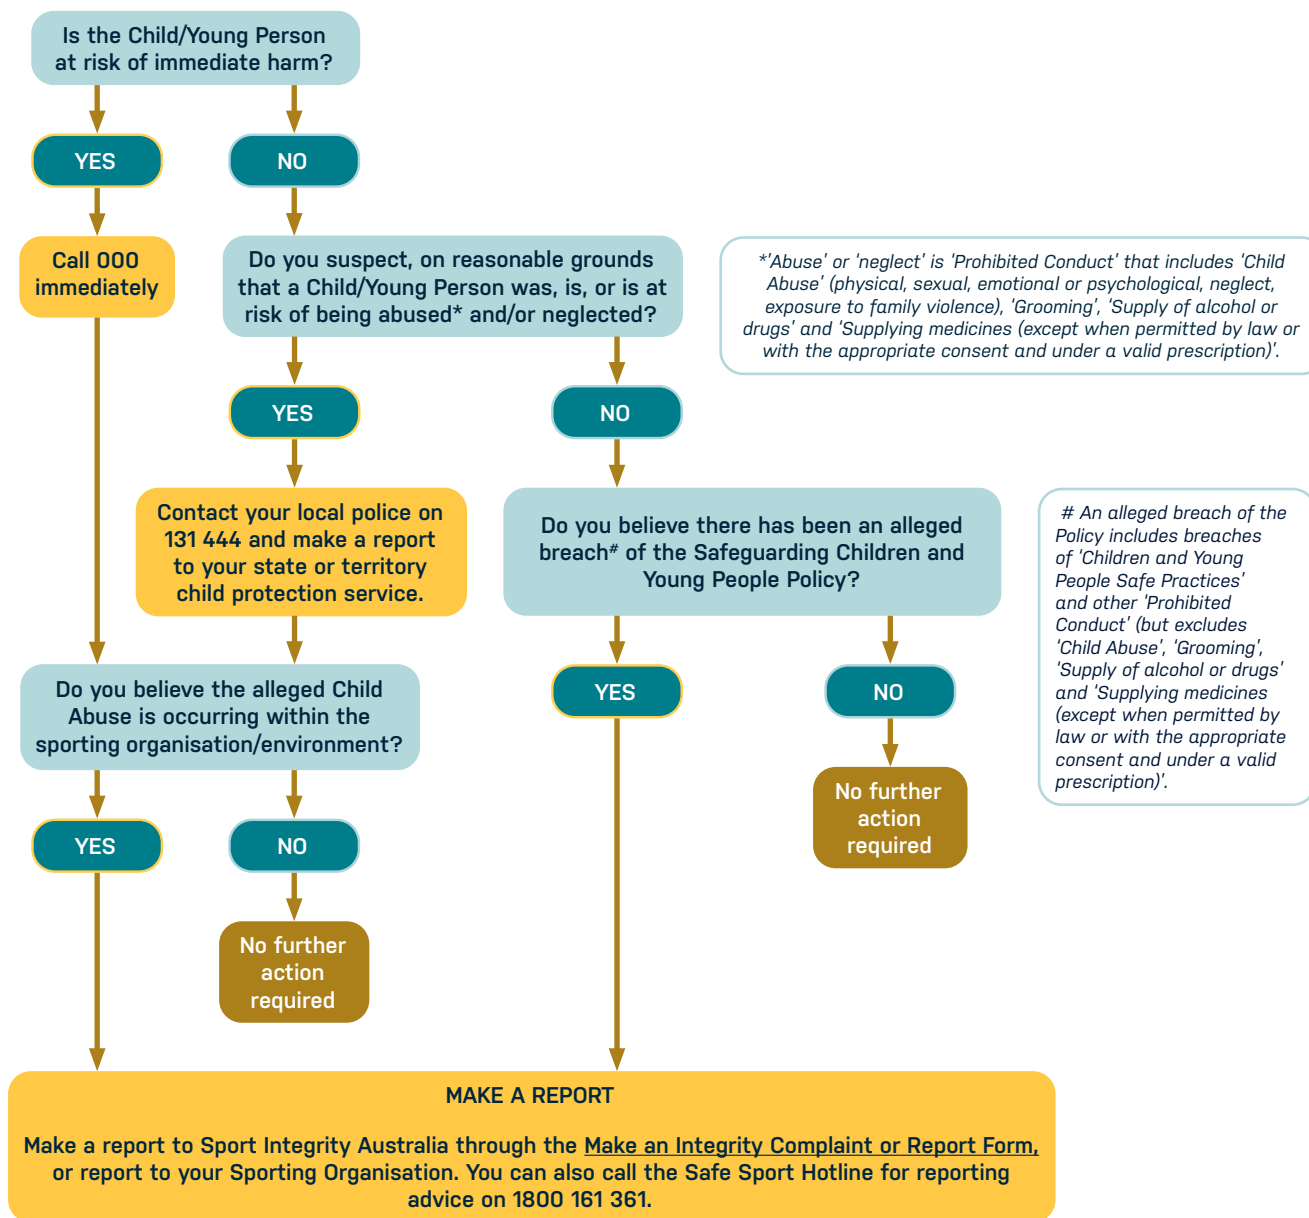 Is the Child/Young Person
at risk of immediate harm?
YES
NO
Call 000
immediately
Do you suspect, on reasonable grounds
that a Child/Young Person was, is, or is at
risk of being abused* and/or neglected?
*'Abuse' or 'neglect' is 'Prohibited Conduct' that includes 'Child
Abuse' (physical, sexual, emotional or psychological, neglect,
exposure to family violence), 'Grooming', 'Supply of alcohol or
drugs' and 'Supplying medicines (except when permitted by law or
with the appropriate consent and under a valid prescription)'.
YES
NO
Contact your local police on
131 444 and make a report
to your state or territory
child protection service.
Do you believe there has been an alleged
breach# of the Safeguarding Children and
Young People Policy?
# An alleged breach of the
Policy includes breaches
of 'Children and Young
People Safe Practices'
and other 'Prohibited
Conduct' (but excludes
'Child Abuse', 'Grooming',
'Supply of alcohol or drugs'
and 'Supplying medicines
(except when permitted by
law or with the appropriate
consent and under a valid
prescription)'.
Do you believe the alleged Child
Abuse is occurring within the
sporting organisation/environment?
YES
NO
No further
action
required
YES
NO
No further
action
required
MAKE A REPORT
Make a report to Sport Integrity Australia through the Make an Integrity Complaint or Report Form,
or report to your Sporting Organisation. You can also call the Safe Sport Hotline for reporting
advice on 1800 161 361.